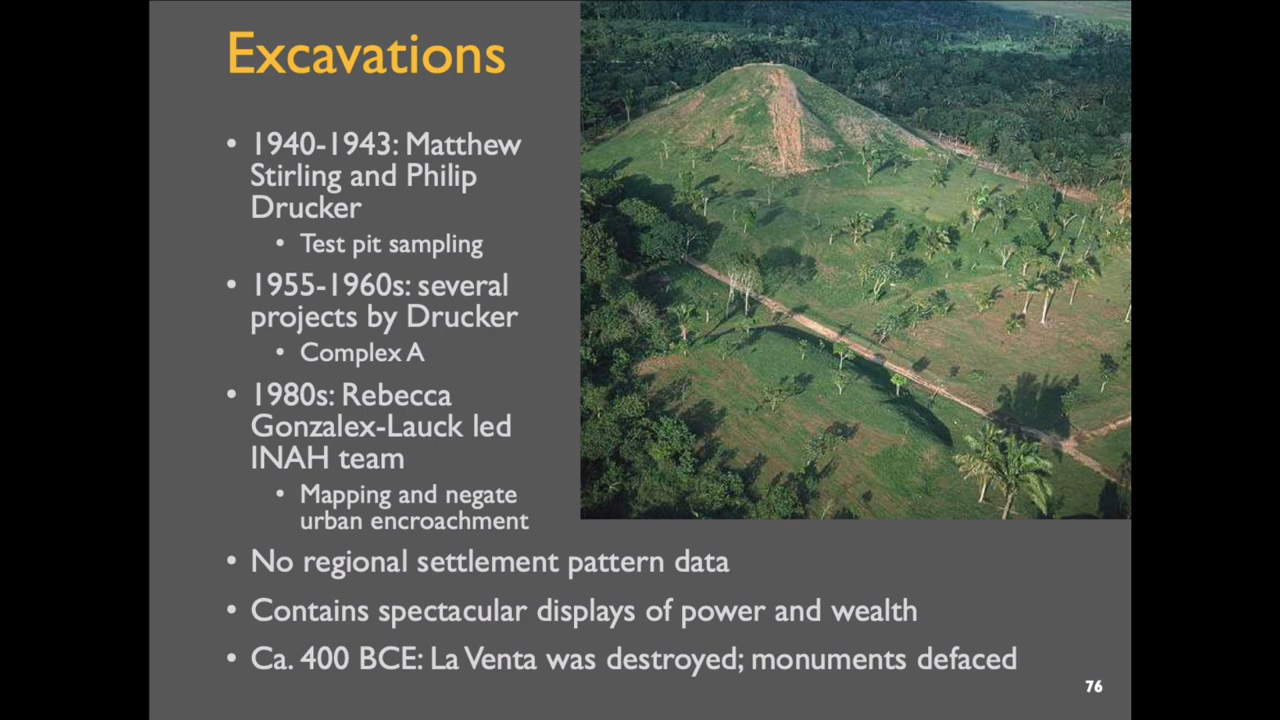 Excavations
• 1940-1943: Matthew
Stirling and Philip
Drucker
• Test pit sampling
• 1955-1960s: several
projects by Drucker
• Complex A
• 1980s: Rebecca
Gonzalex-Lauck led
INAH team
• Mapping and negate
urban encroachment
• No regional settlement pattern data
• Contains spectacular displays of power and wealth
• Ca. 400 BCE: La Venta was destroyed; monuments defaced
76